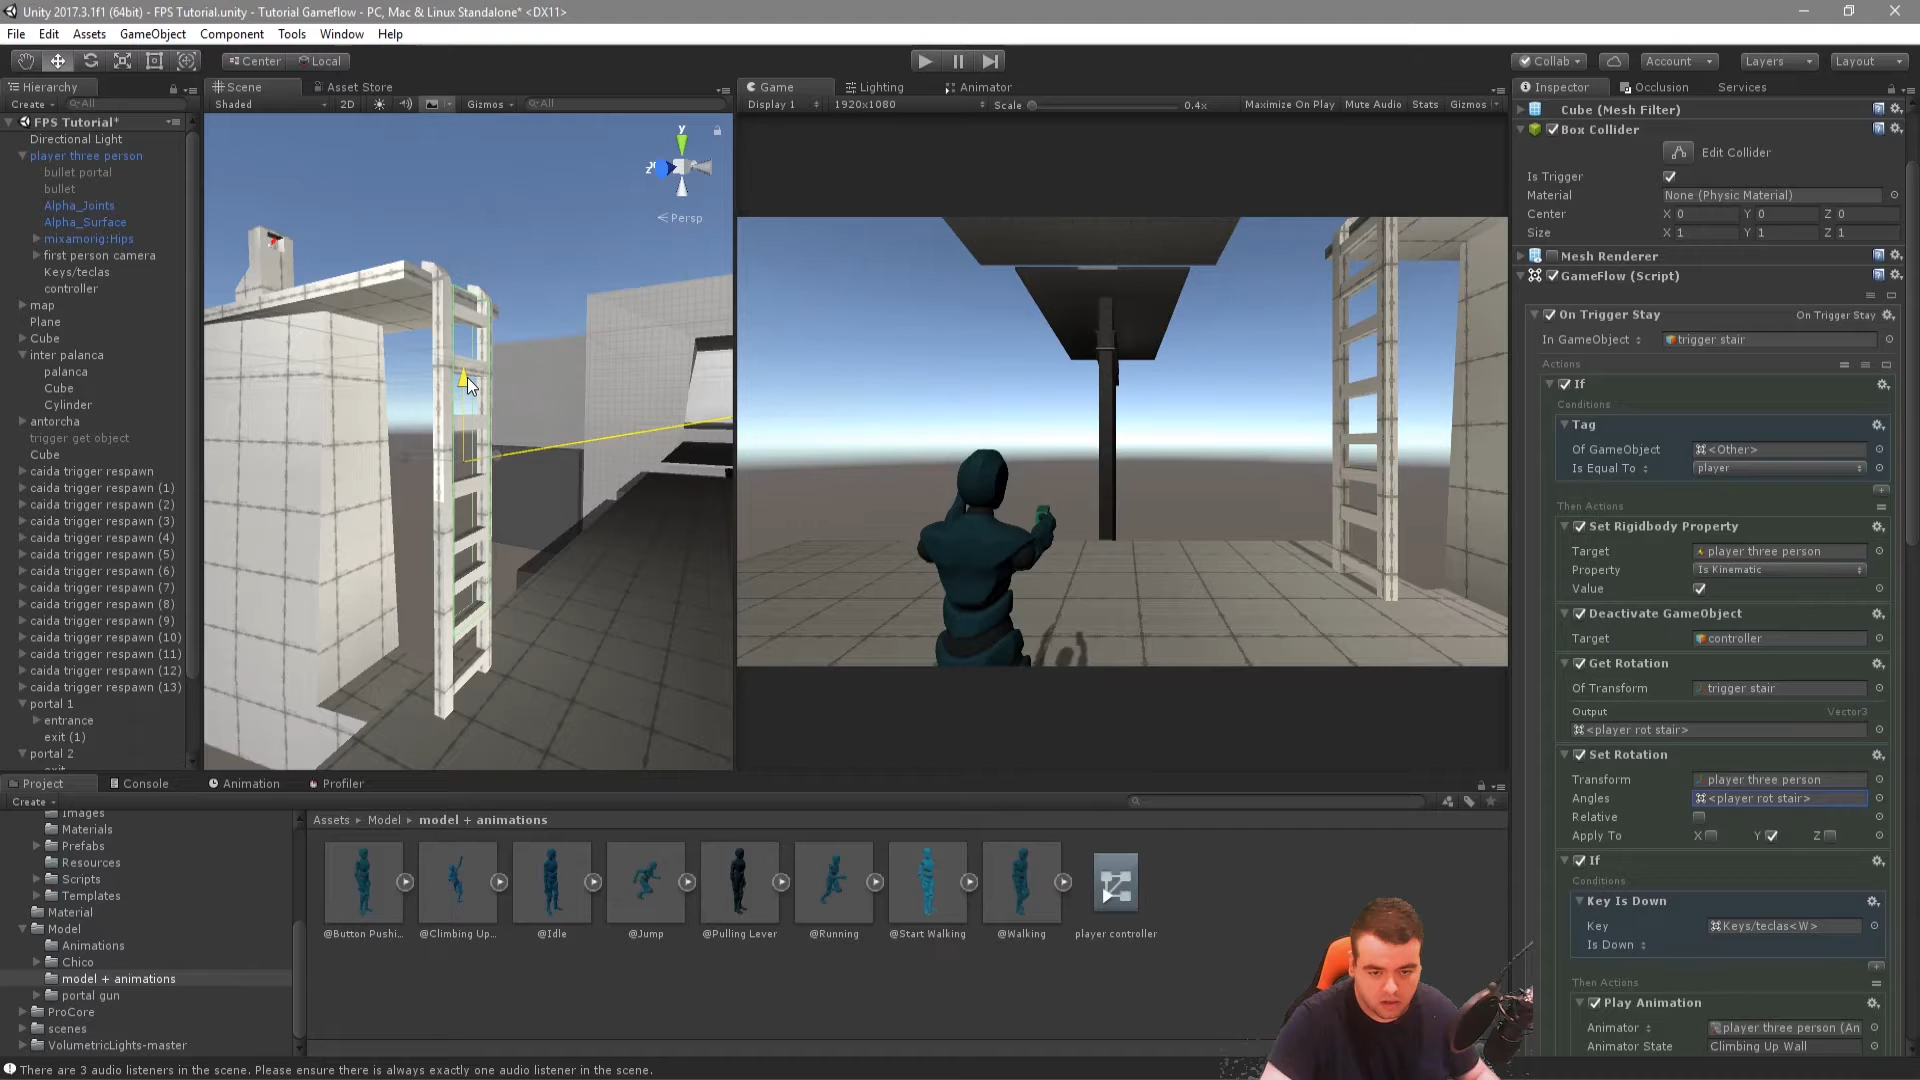 Unity 2017.3.1f1 (64bit) - FPS Tutorial.unity - Tutorial Gameflow - PC, Mac & Linux Standalone* <DX11>
File Edit Assets GameObject Component Tools Window Help
Center Local Collab Account Layers Layout
Hierarchy
Create All
FPS Tutorial*
Directional Light
player three person
bullet portal
bullet
Alpha_Joints
Alpha_Surface
mixamorig:Hips
first person camera
Keys/teclas
controller
map
Plane
Cube
inter palanca
palanca
Cube
Cylinder
antorcha
trigger get object
Cube
caida trigger respawn
caida trigger respawn (1)
caida trigger respawn (2)
caida trigger respawn (3)
caida trigger respawn (4)
caida trigger respawn (5)
caida trigger respawn (6)
caida trigger respawn (7)
caida trigger respawn (8)
caida trigger respawn (9)
caida trigger respawn (10)
caida trigger respawn (11)
caida trigger respawn (12)
caida trigger respawn (13)
portal 1
entrance
exit (1)
portal 2
Scene Asset Store
Shaded 2D Gizmos All
y
z
Persp
Game Lighting Animator
Display 1 1920x1080 Scale 0.4x Maximize On Play Mute Audio Stats Gizmos
Inspector Occlusion Services
Cube (Mesh Filter)
Box Collider
Edit Collider
Is Trigger
Material None (Physic Material)
Center X 0 Y 0 Z 0
Size X 1 Y 1 Z 1
Mesh Renderer
GameFlow (Script)
On Trigger Stay On Trigger Stay
In GameObject trigger stair
Actions
If
Conditions
Tag
Of GameObject <Other>
Is Equal To player
Then Actions
Set Rigidbody Property
Target player three person
Property Is Kinematic
Value
Deactivate GameObject
Target controller
Get Rotation
Of Transform trigger stair
Output Vector3
<player rot stair>
Set Rotation
Transform player three person
Angles <player rot stair>
Relative
Apply To X Y Z
If
Conditions
Key Is Down
Key Keys/teclas<W>
Is Down
Then Actions
Play Animation
Animator player three person (An
Animator State Climbing Up Wall
Project Console Animation Profiler
Create
Images
Materials
Prefabs
Resources
Scripts
Templates
Material
Model
Animations
Chico
model + animations
portal gun
ProCore
scenes
VolumetricLights-master
Assets Model model + animations
@Button Pushi... @Climbing Up... @Idle @Jump @Pulling Lever @Running @Start Walking @Walking player controller
There are 3 audio listeners in the scene. Please ensure there is always exactly one audio listener in the scene.